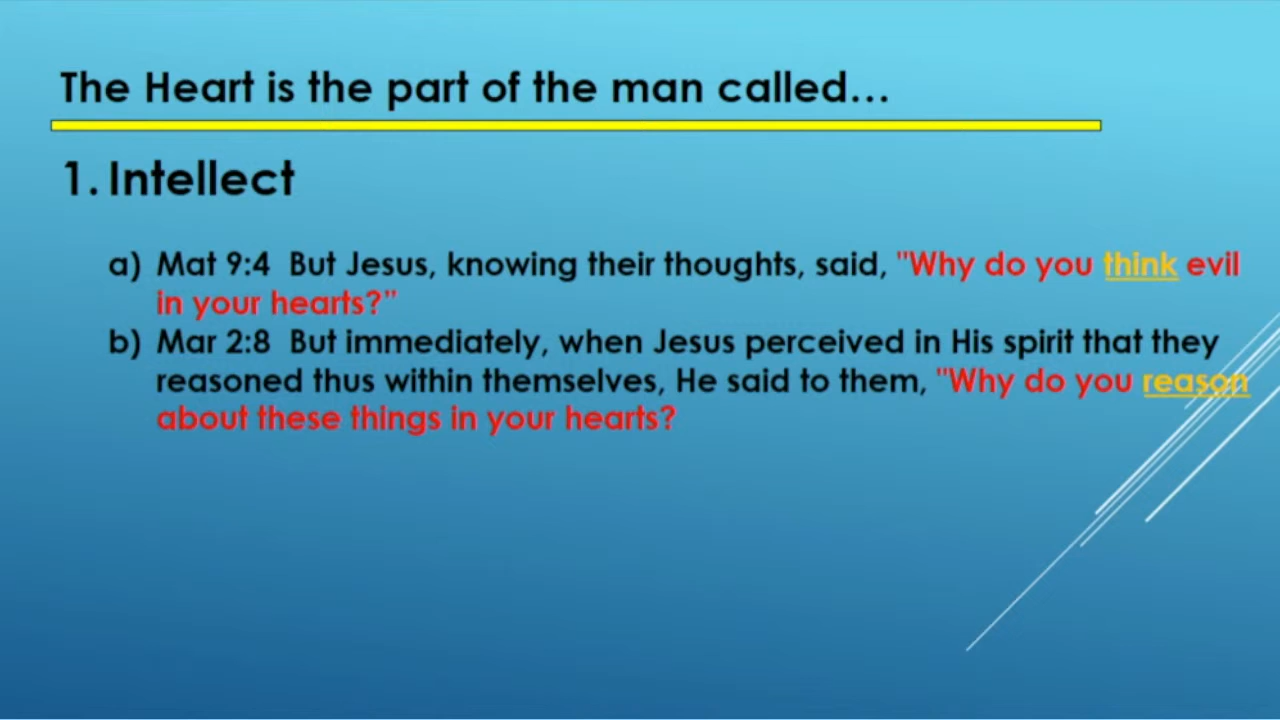 The Heart is the part of the man called...
1. Intellect
a) Mat 9:4 But Jesus, knowing their thoughts, said, "Why do you think evil
in your hearts?"
b) Mar 2:8 But immediately, when Jesus perceived in His spirit that they
reasoned thus within themselves, He said to them, "Why do you reason
about these things in your hearts?